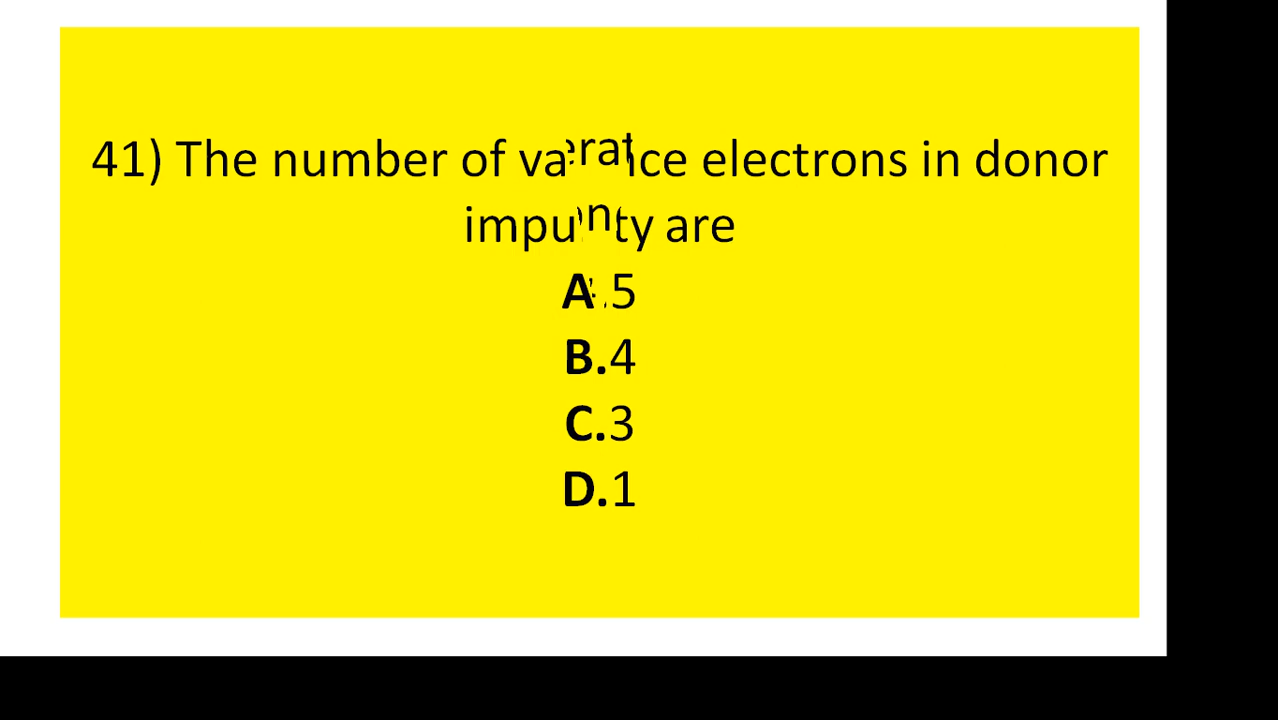 41) The number of electrons in donor
are
A.5
B.4
C.3
D.1